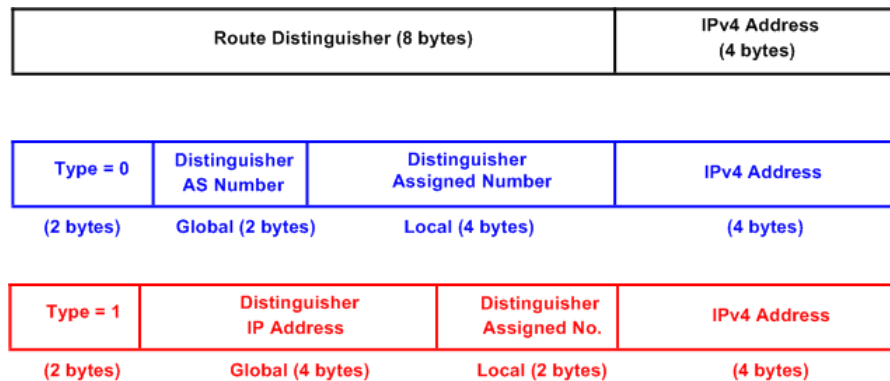 Route Distinguisher (8 bytes)
IPv4 Address
(4 bytes)
Type = 0
Distinguisher
AS Number
Distinguisher
Assigned Number
IPv4 Address
(2 bytes)
Global (2 bytes)
Local (4 bytes)
(4 bytes)
Type = 1
Distinguisher
IP Address
Distinguisher
Assigned No.
IPv4 Address
(2 bytes)
Global (4 bytes)
Local (2 bytes)
(4 bytes)